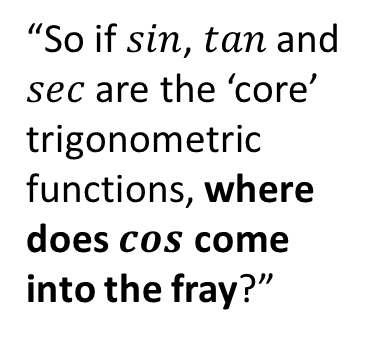 “So if sin, tan and
sec are the ‘core’
trigonometric
functions, where
does cos come
into the fray?”